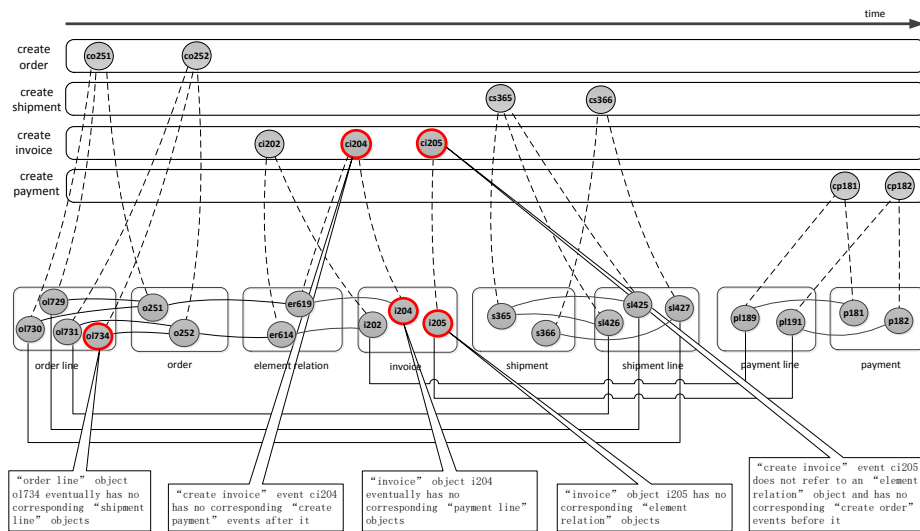 time
create
order
co251
co252
create
shipment
cs365
cs366
create
invoice
ci202
ci204
ci205
create
payment
cp181
cp182
ol729
o251
er619
i204
s365
sl425
sl427
pl189
p181
ol730
ol731
ol734
o252
er614
i202
i205
s366
sl426
pl191
p182
order line
order
element relation
invoice
shipment
shipment line
payment line
payment
“order line” object
ol734 eventually has no
corresponding “shipment
line” objects
“create invoice” event ci204
has no corresponding “create
payment” events after it
“invoice” object i204
eventually has no
corresponding “payment line”
objects
“invoice” object i205 has no
corresponding “element
relation” objects
“create invoice” event ci205
does not refer to an “element
relation” object and has no
corresponding “create order”
events before it